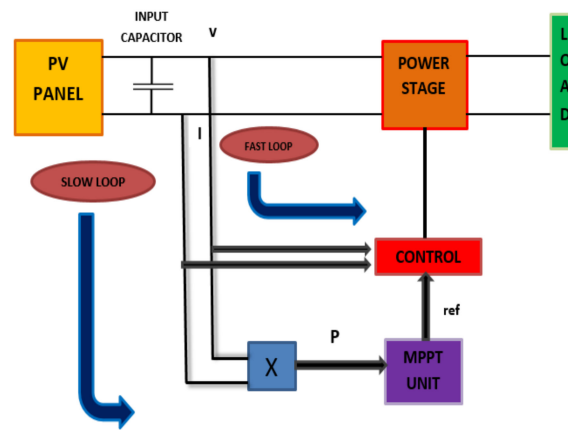 INPUT
CAPACITOR
V
PV
PANEL
POWER
STAGE
L
O
A
D
I
FAST LOOP
SLOW LOOP
CONTROL
ref
P
X
MPPT
UNIT